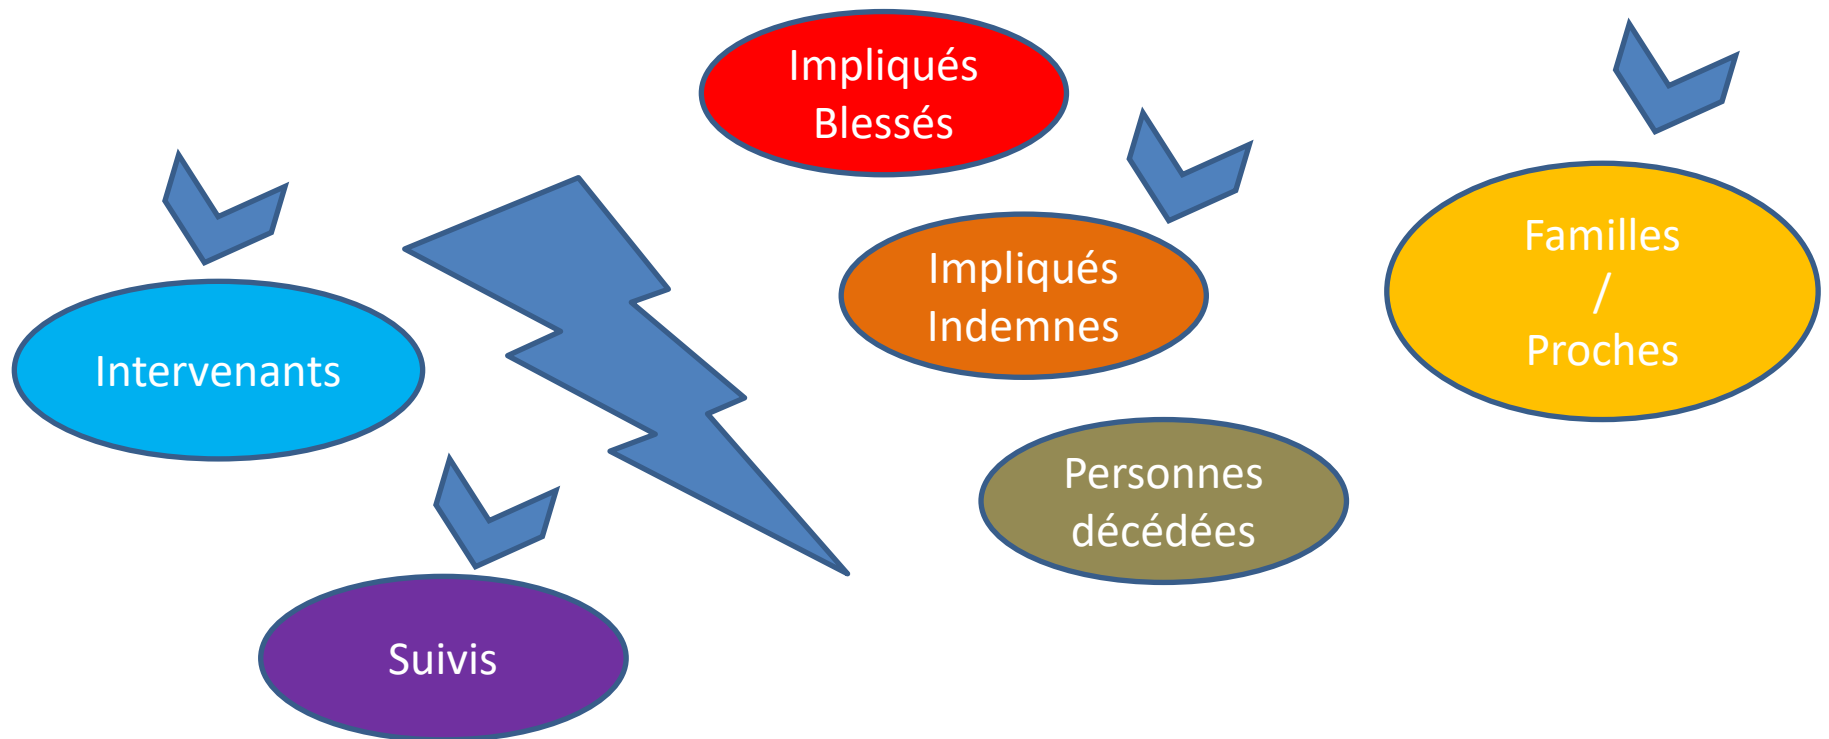 Impliqués
Blessés
Impliqués
Indemnes
Familles
/
Proches
Intervenants
Personnes
décédées
Suivis